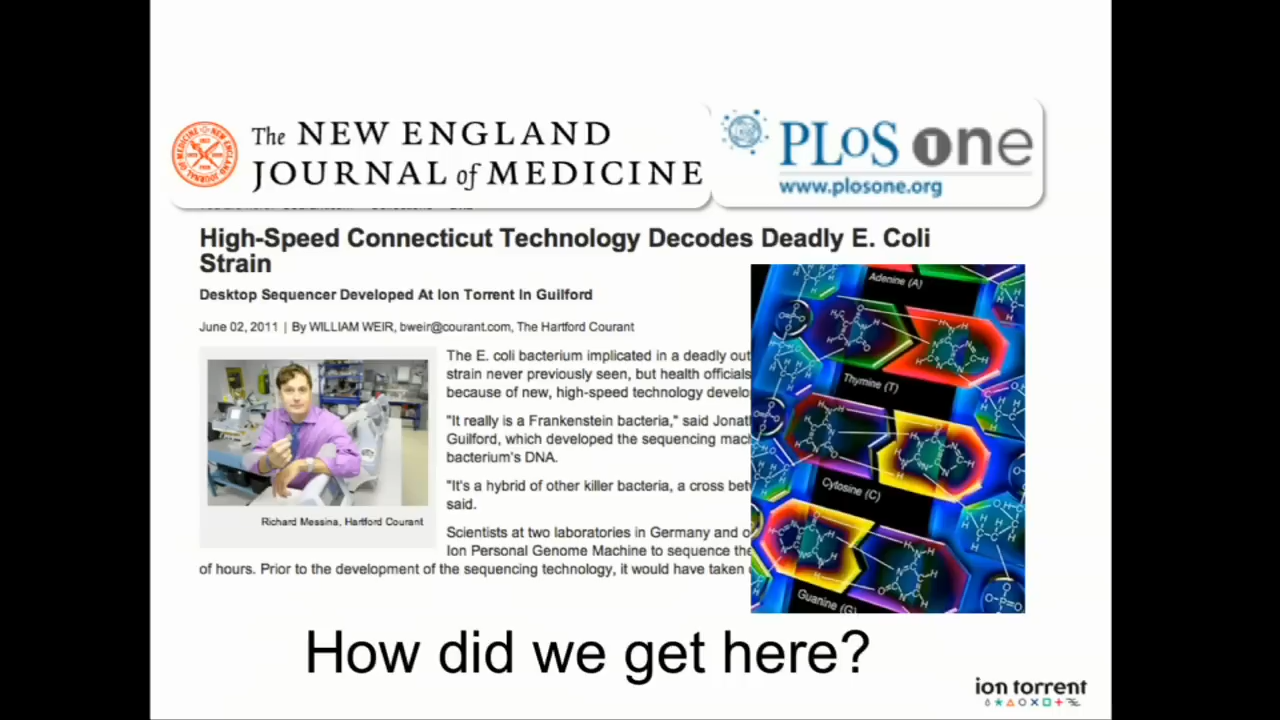 The NEW ENGLAND
JOURNAL of MEDICINE
PLoS one
www.plosone.org
High-Speed Connecticut Technology Decodes Deadly E. Coli
Strain
Desktop Sequencer Developed At Ion Torrent In Guilford
June 02, 2011 | By WILLIAM WEIR, bweir@courant.com, The Hartford Courant
The E. coli bacterium implicated in a deadly
strain never previously seen, but health officials
because of new, high-speed technology
"It really is a Frankenstein bacteria," said
Guilford, which developed the sequencing
bacterium's DNA.
"It's a hybrid of other killer bacteria, a cross
said.
Richard Messina, Hartford Courant
Scientists at two laboratories in Germany and
Ion Personal Genome Machine to sequence the
of hours. Prior to the development of the sequencing technology, it would have taken
Adenine (A)
Thymine (T)
Cytosine (C)
Guanine (G)
How did we get here?
ion torrent